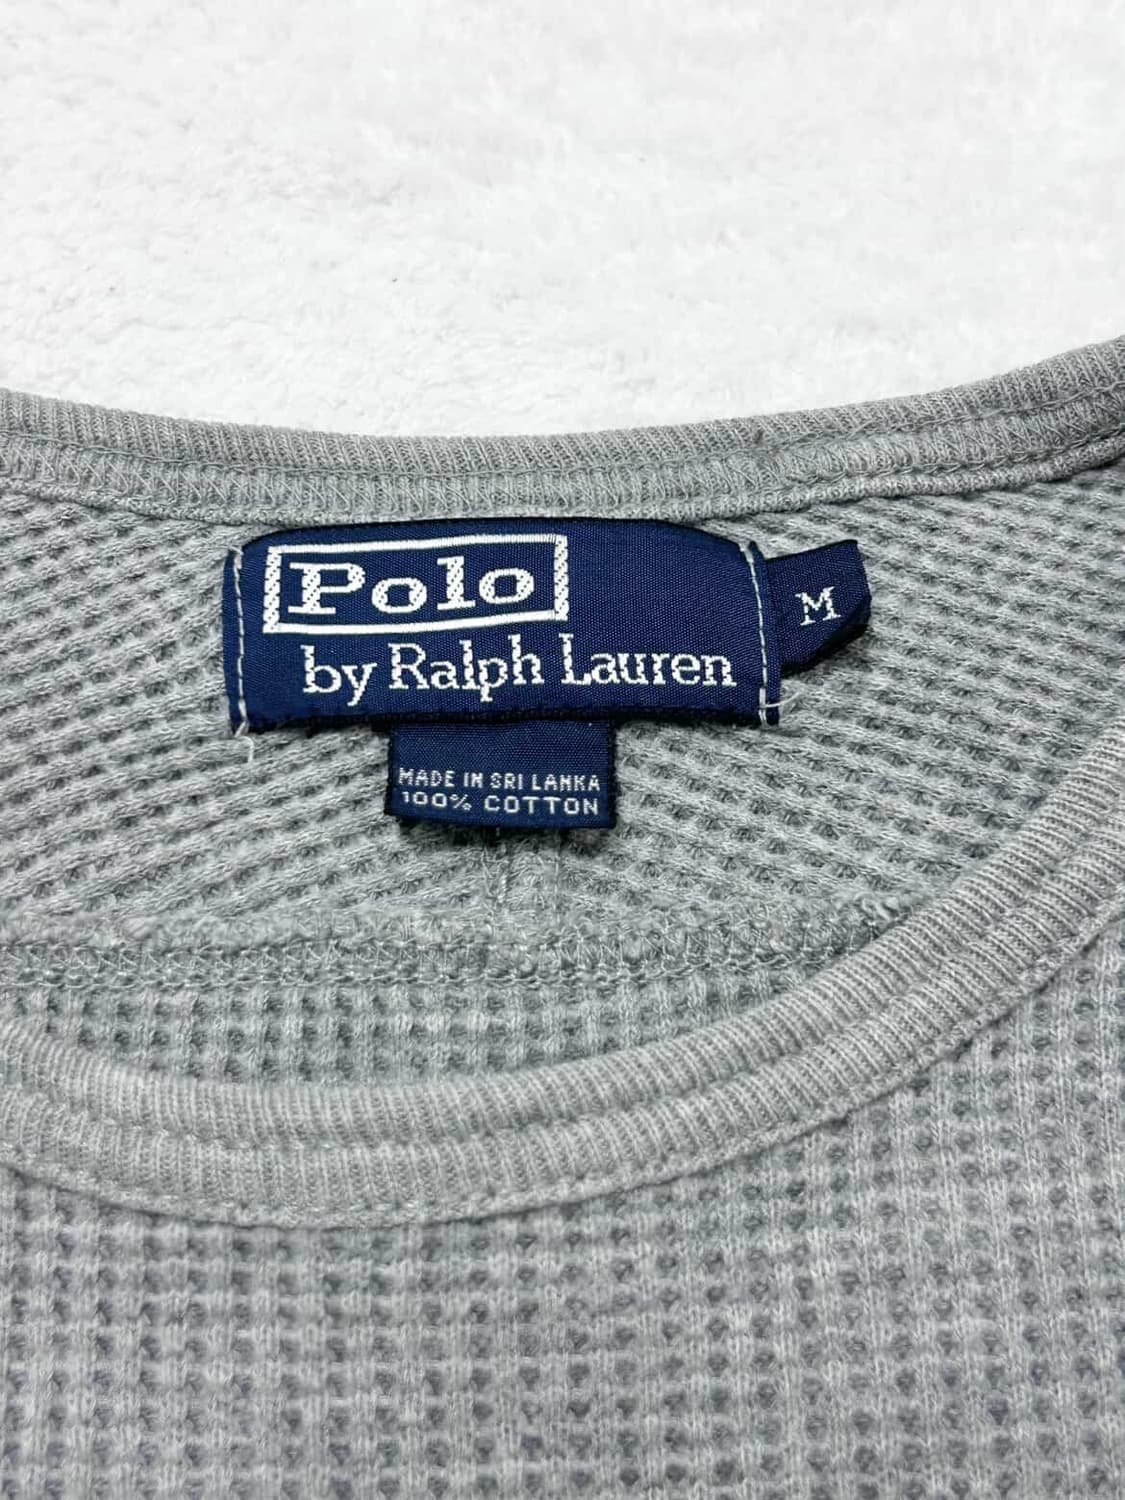 Polo
by Ralph Lauren
M
MADE IN SRI LANKA
100% COTTON